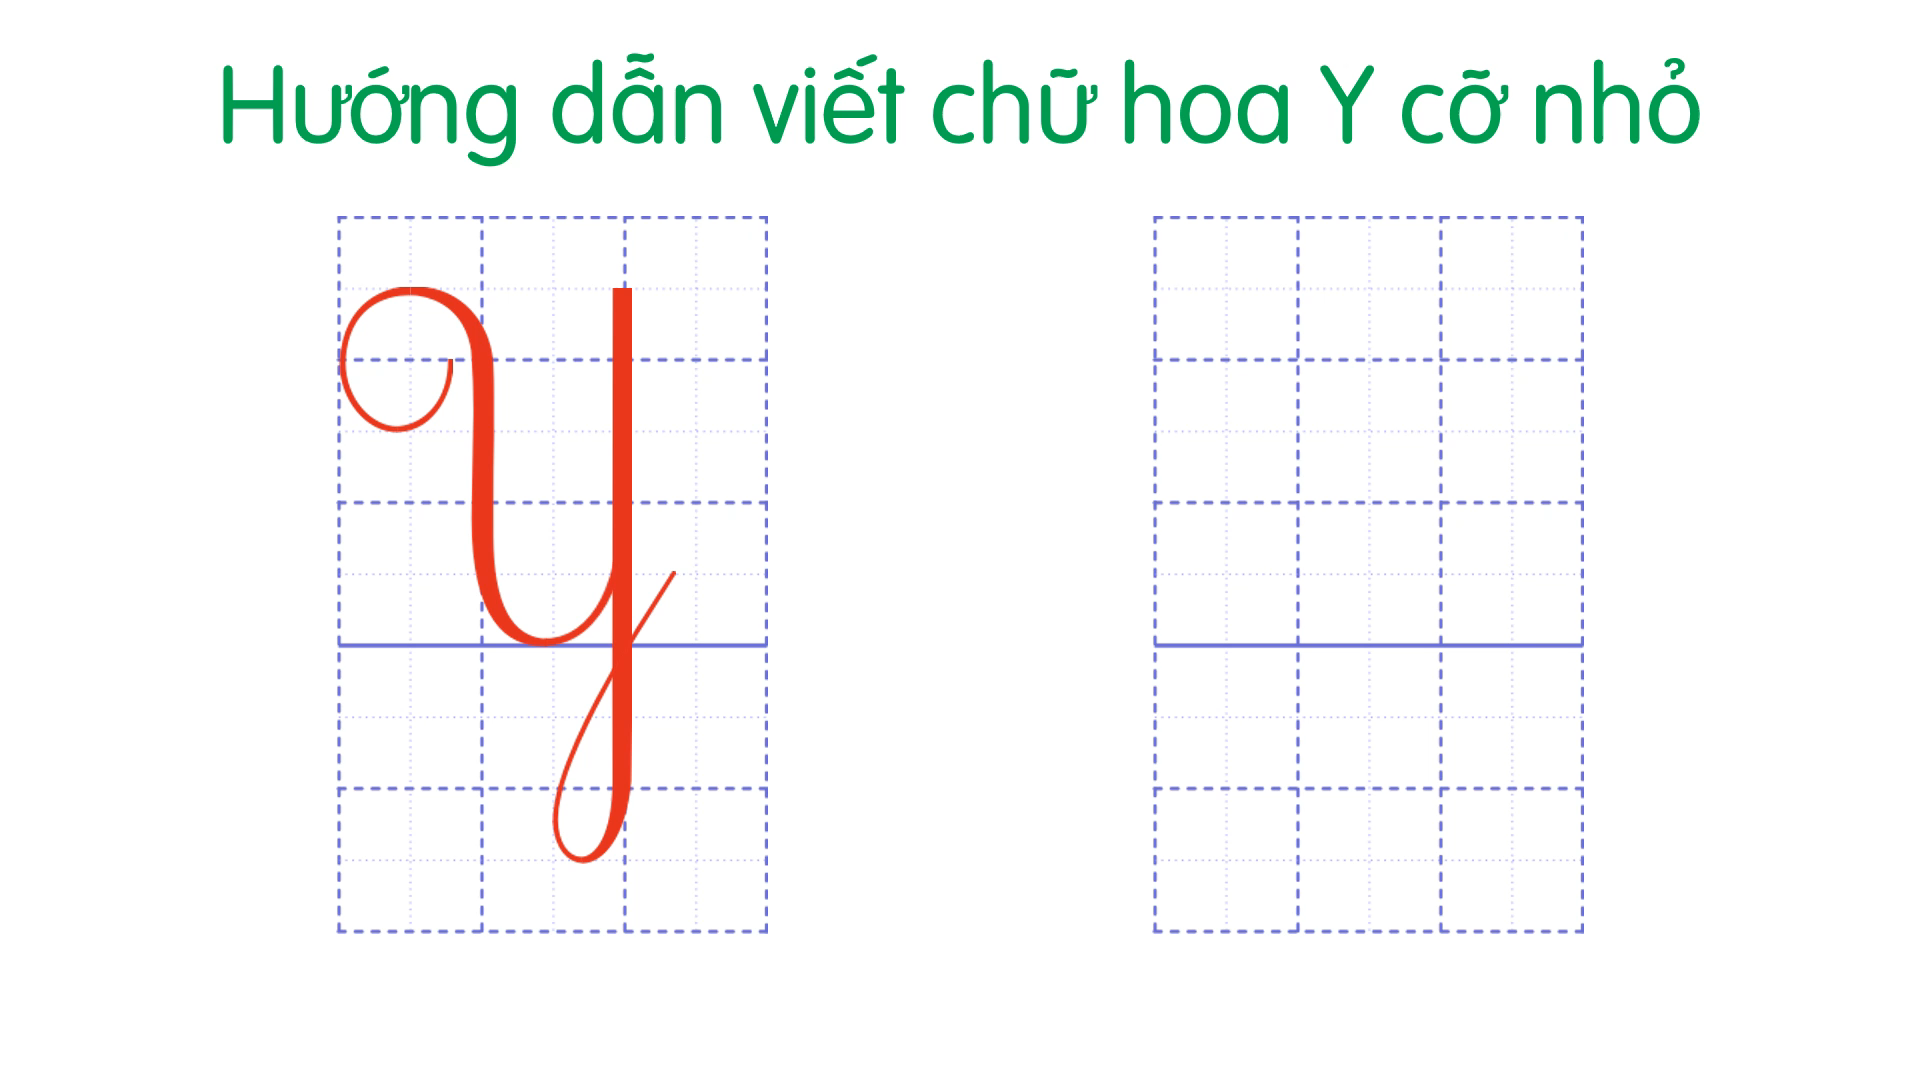 Hướng dẫn viết chữ hoa Y cỡ nhỏ
Y